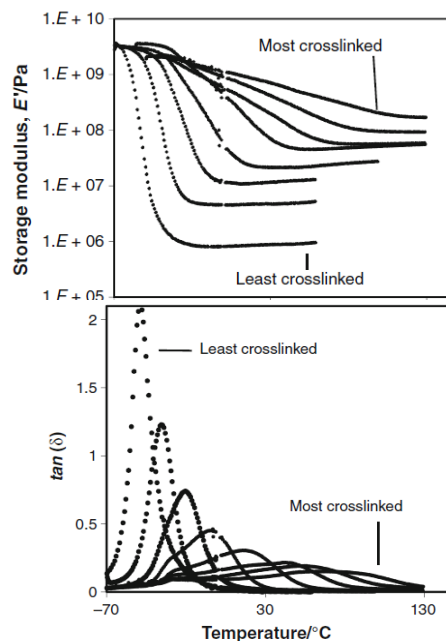 1.E + 10
Most crosslinked
1.E + 09
1.E + 08
1.E + 07
1.E + 06
Least crosslinked
1.E + 05
Storage modulus, E'/Pa
2
Least crosslinked
1.5
1
Most crosslinked
0.5
0
tan (δ)
−70 30 130
Temperature/°C